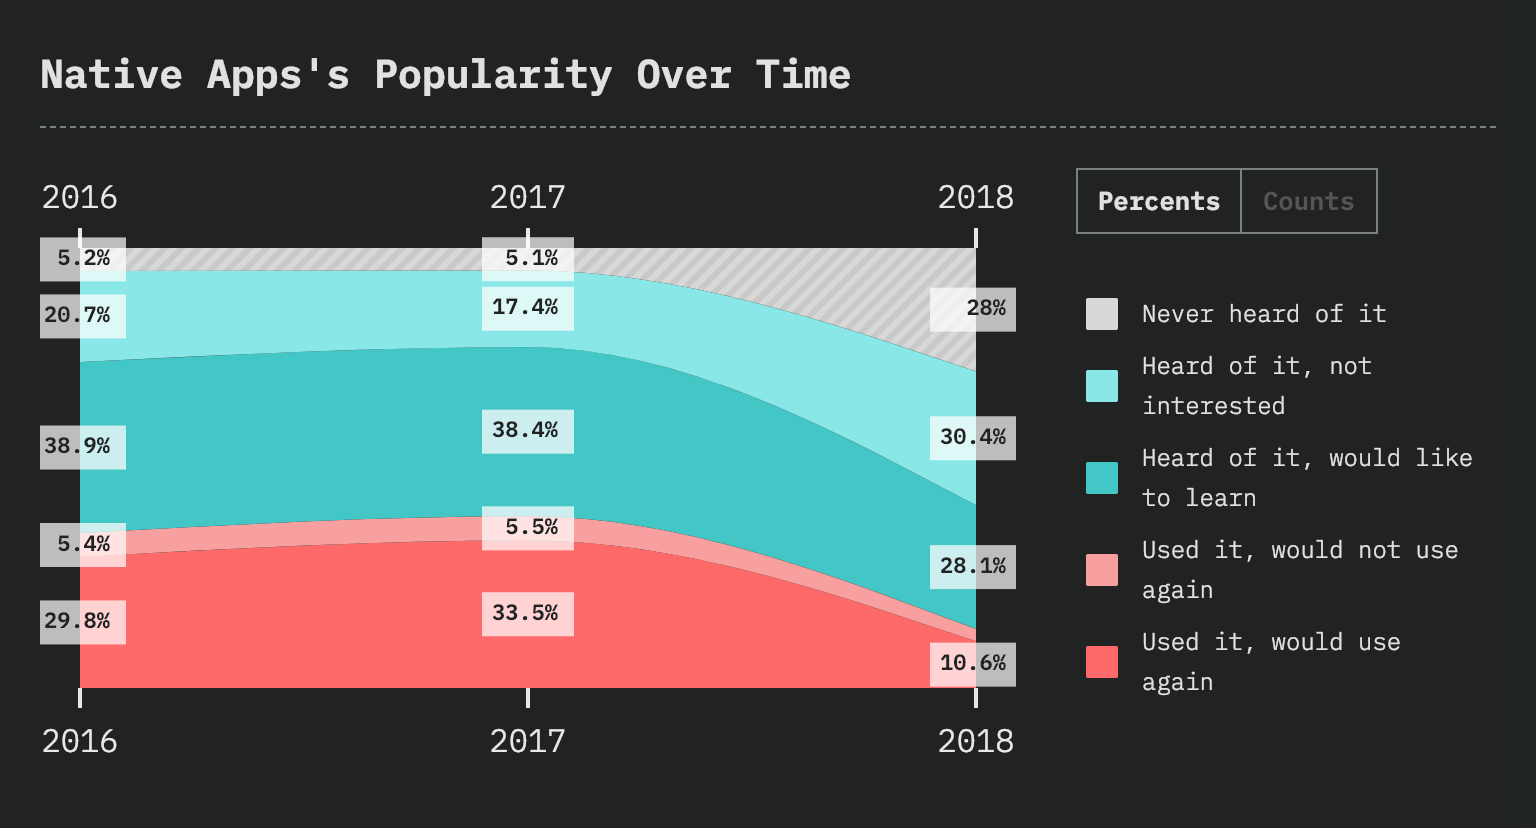 Native Apps's Popularity Over Time
2016 2017 2018
Percents Counts
5.2% 5.1% 28%
20.7% 17.4% 30.4%
38.9% 38.4% 28.1%
5.4% 5.5%
29.8% 33.5% 10.6%
2016 2017 2018
Never heard of it
Heard of it, not
interested
Heard of it, would like
to learn
Used it, would not use
again
Used it, would use
again